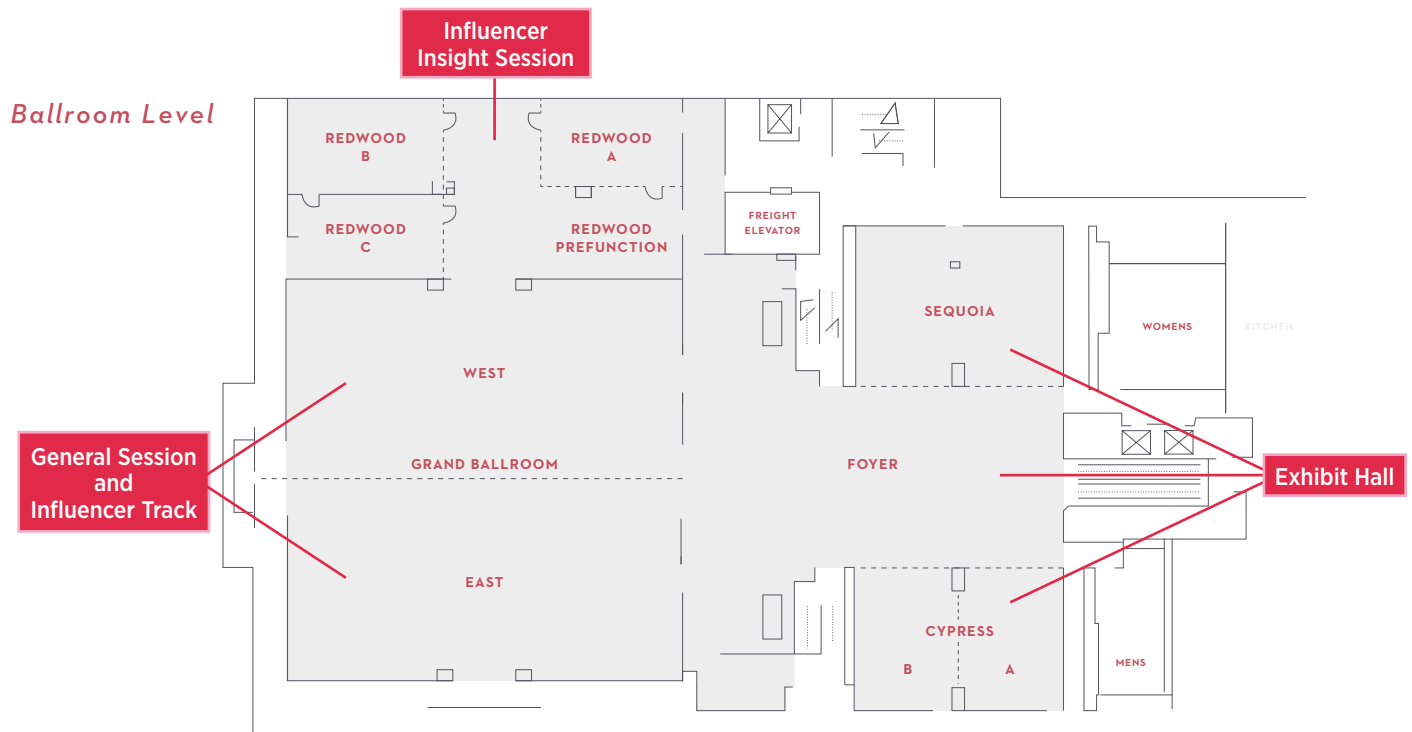 Influencer
Insight Session
Ballroom Level
REDWOOD
B
REDWOOD
A
REDWOOD
C
REDWOOD
PREFUNCTION
FREIGHT
ELEVATOR
SEQUOIA
WOMENS
KITCHEN
WEST
General Session
and
Influencer Track
GRAND BALLROOM
FOYER
Exhibit Hall
EAST
CYPRESS
B
A
MENS